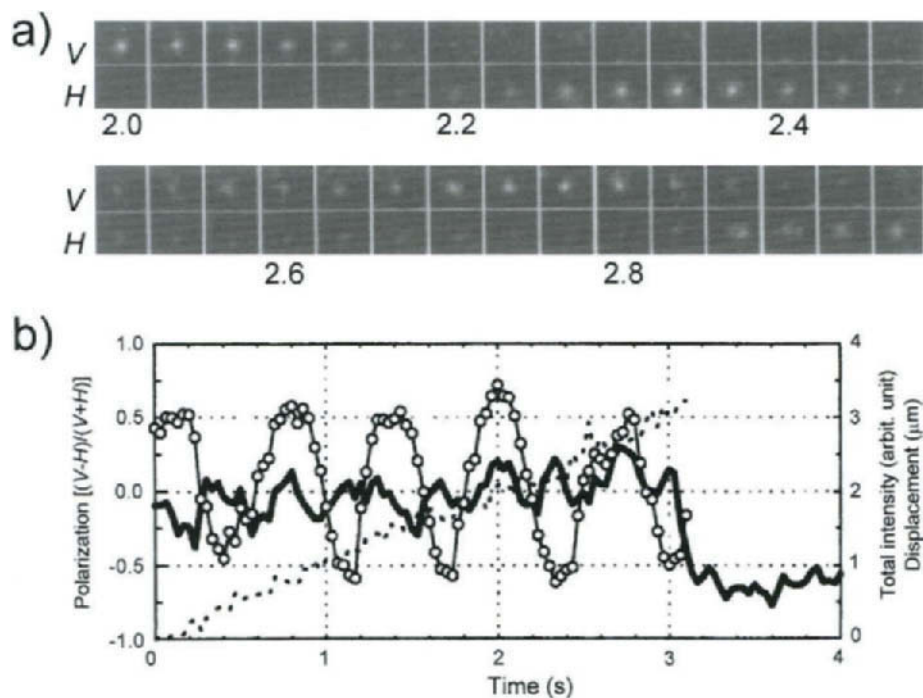 a)
V
H
2.0 2.2 2.4
V
H
2.6 2.8
b)
1.0 4
0.5 3
0.0 2
-0.5 1
-1.0 0
0 1 2 3 4
Polarization [(V-H)/(V+H)]
Total intensity (arbit. unit)
Displacement (μm)
Time (s)